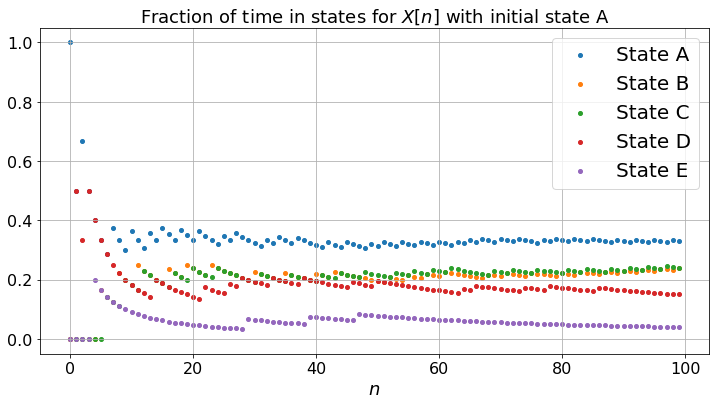 Fraction of time in states for X[n] with initial state A
1.0
0.8
0.6
0.4
0.2
0.0
0 20 40 60 80 100
n
State A
State B
State C
State D
State E